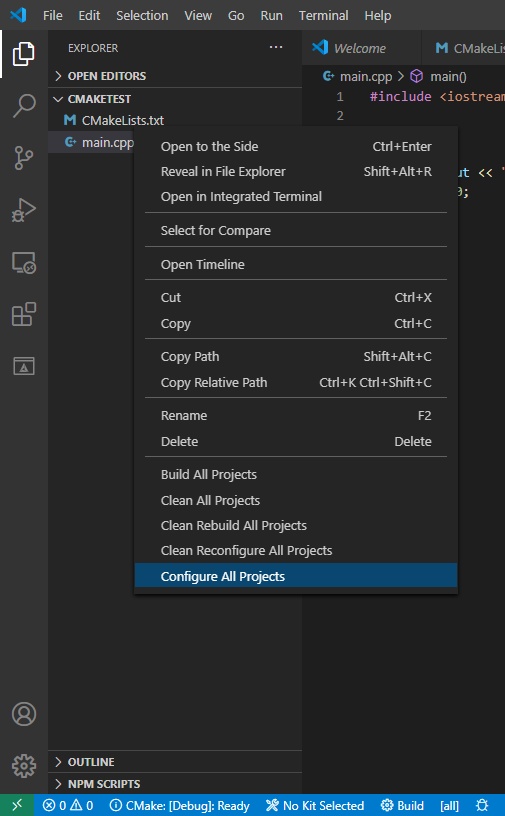 File Edit Selection View Go Run Terminal Help
EXPLORER ···
Welcome
CMakeLis
OPEN EDITORS
main.cpp > main()
CMAKETEST
1 #include <iostream
CMakeLists.txt
2
main.cpp
ut << "
0;
Open to the Side Ctrl+Enter
Reveal in File Explorer Shift+Alt+R
Open in Integrated Terminal
Select for Compare
Open Timeline
Cut Ctrl+X
Copy Ctrl+C
Copy Path Shift+Alt+C
Copy Relative Path Ctrl+K Ctrl+Shift+C
Rename F2
Delete Delete
Build All Projects
Clean All Projects
Clean Rebuild All Projects
Clean Reconfigure All Projects
Configure All Projects
OUTLINE
NPM SCRIPTS
0 0 CMake: [Debug]: Ready No Kit Selected Build [all]